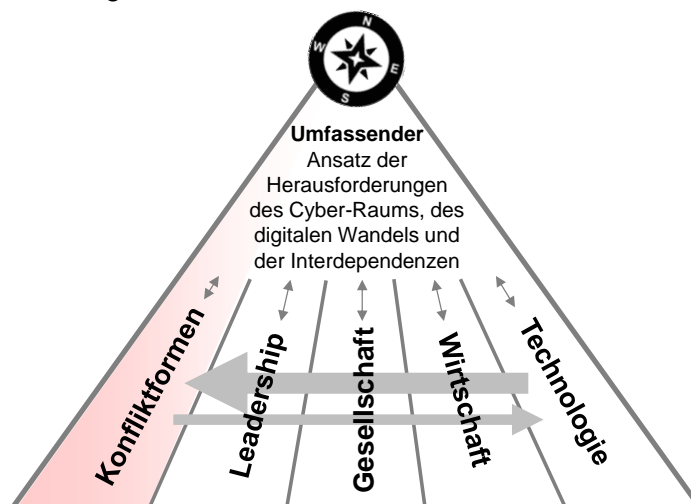 N
W
E
S
Umfassender
Ansatz der
Herausforderungen
des Cyber-Raums, des
digitalen Wandels und
der Interdependenzen
Konfliktformen
Leadership
Gesellschaft
Wirtschaft
Technologie